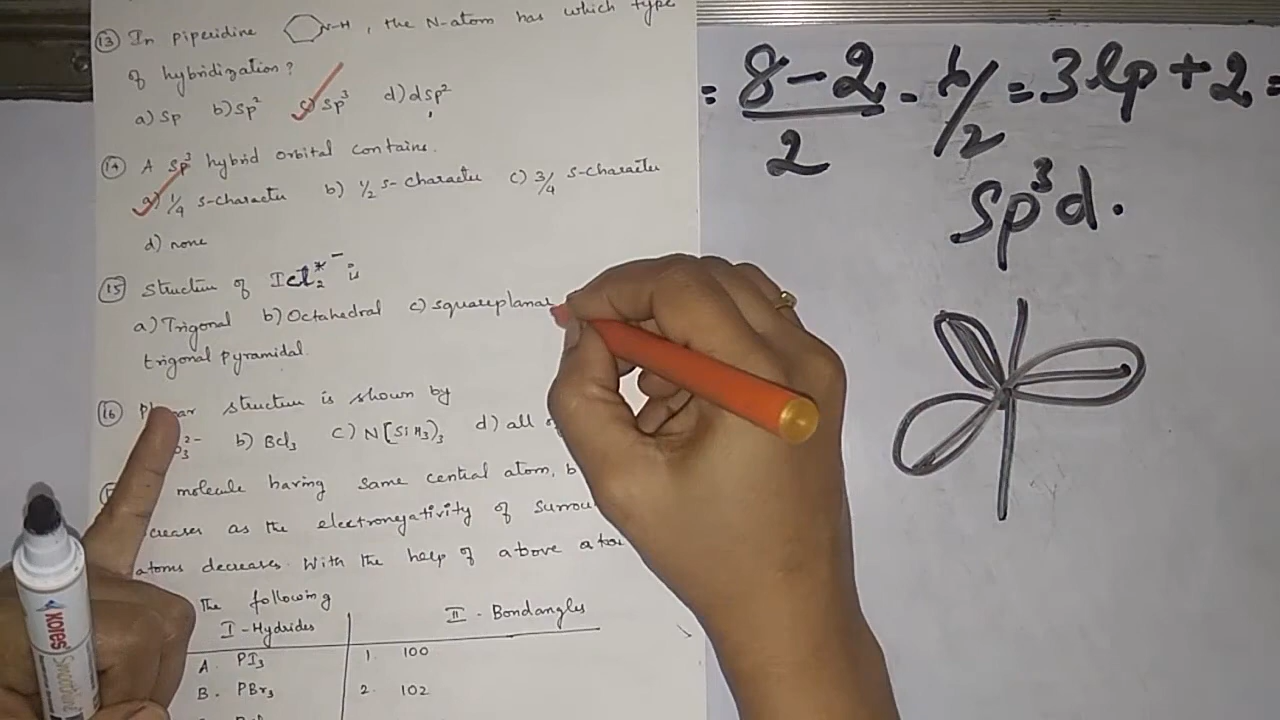 (13) In piperidine N-H, the N-atom has which type
of hybridization?
a) Sp b) Sp² c) Sp³ d) dsp²
(14) A Sp³ hybrid orbital contains.
a) 1/4 s-character b) 1/2 s-character c) 3/4 s-character
d) none
(15) Structure of ICl₂⁻ is
a) Trigonal b) Octahedral c) squareplanar
trigonal pyramidal.
(16) structure is shown by
3²⁻ b) BCl₃ c) N[SiH₃)₃ d) all
molecule having same central atom, b
creases as the electronegativity of surrou
atoms decreases. With the help of above
The following
I-Hydrides II - Bondangles
A. PI₃ 1. 100
B. PBr₃ 2. 102
= 8-2/2 = 6/2 = 3lp + 2 =
Sp³d.
KORES